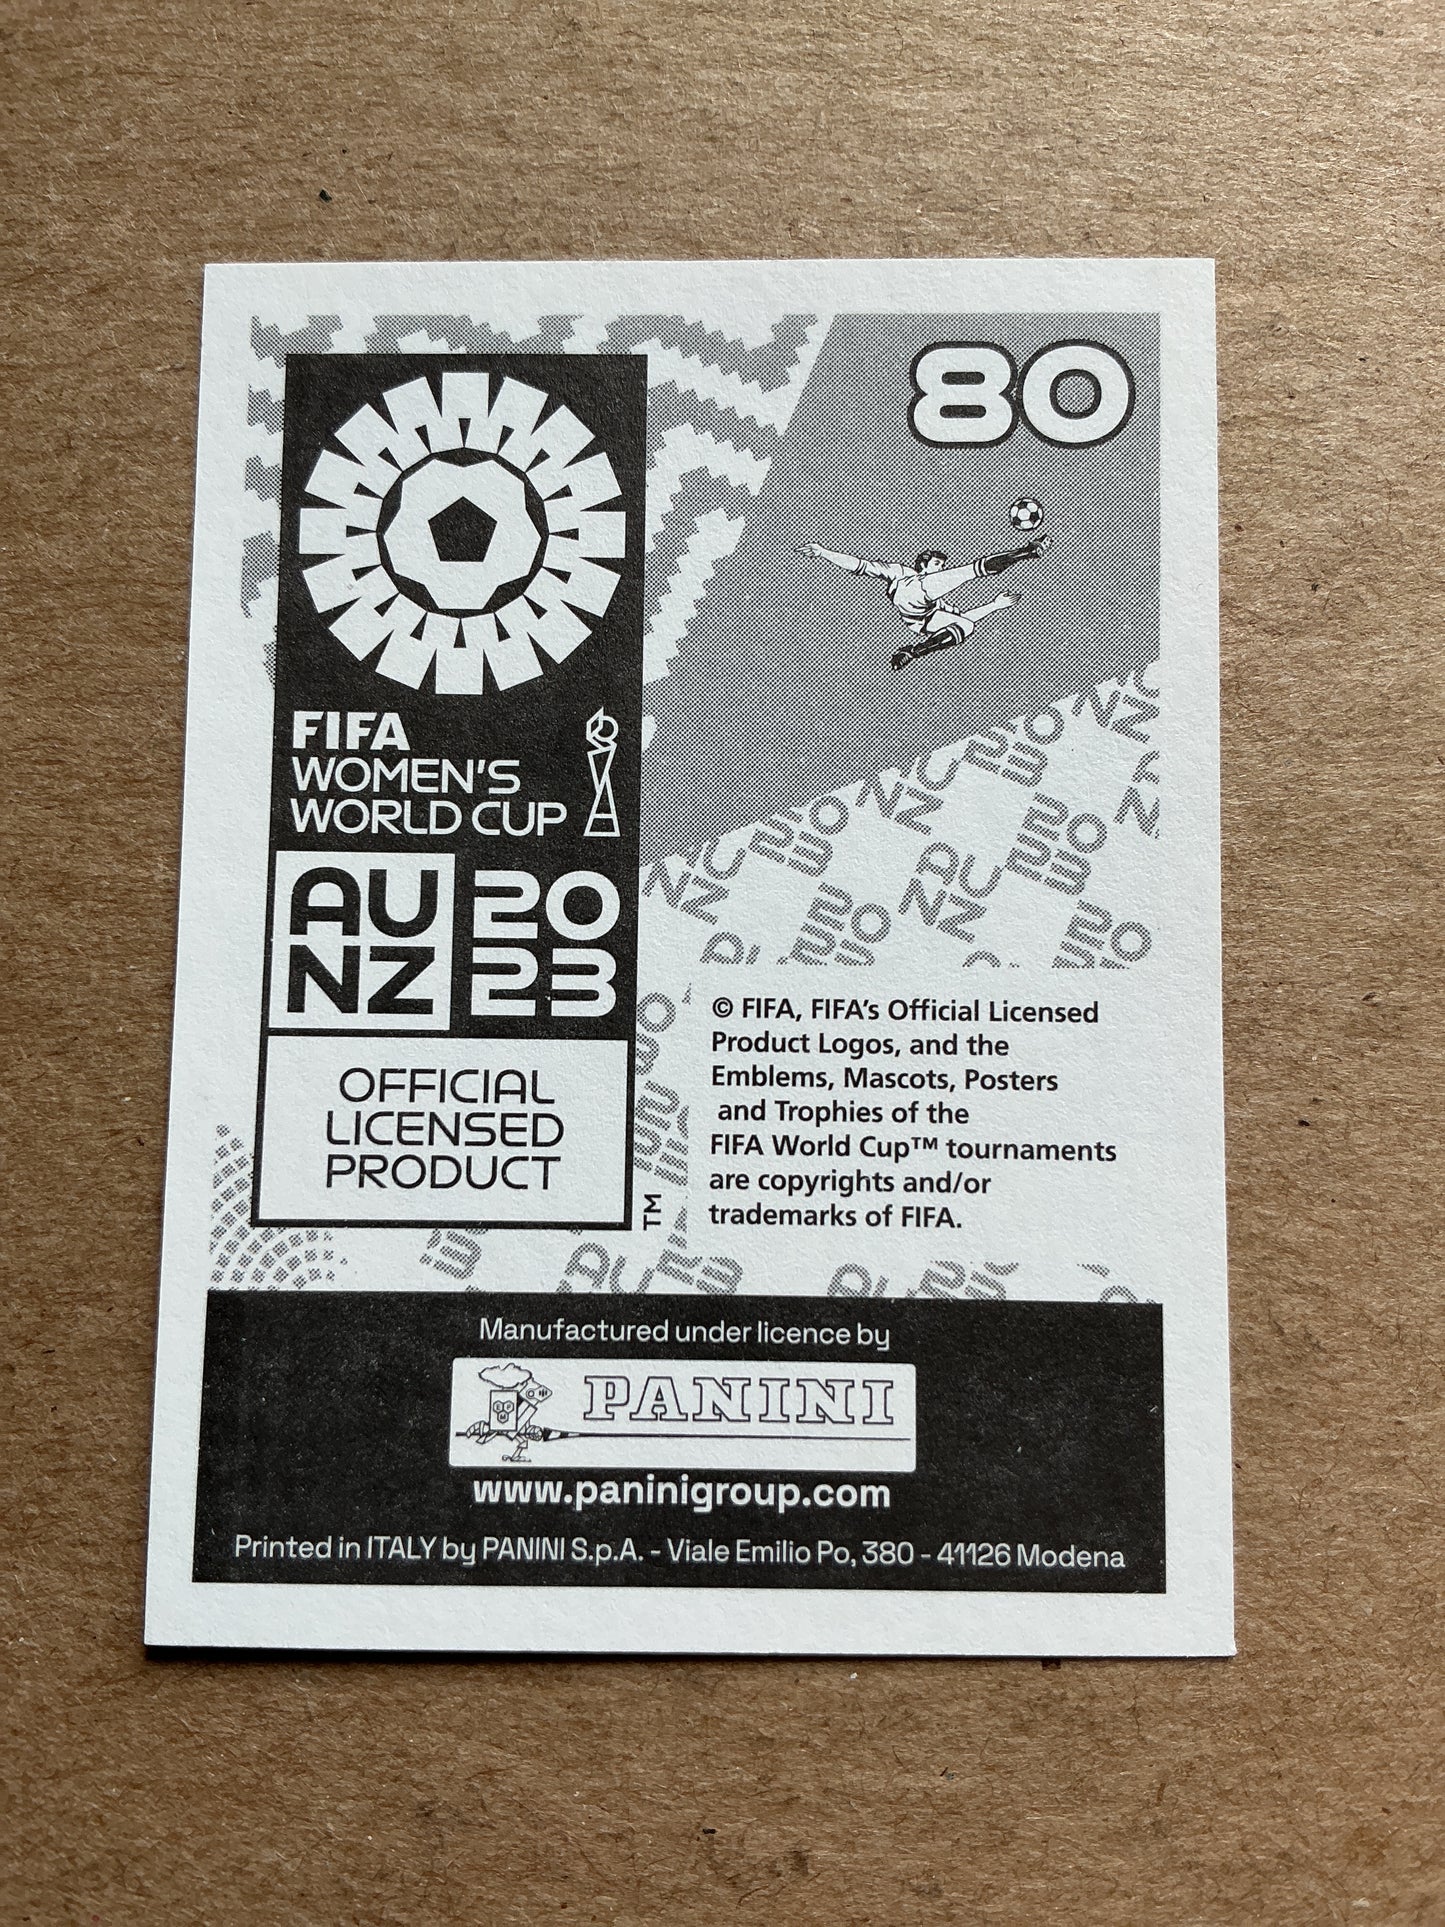 80
FIFA
WOMEN'S
WORLD CUP
AU
NZ
20
23
OFFICIAL
LICENSED
PRODUCT
TM
© FIFA, FIFA's Official Licensed
Product Logos, and the
Emblems, Mascots, Posters
and Trophies of the
FIFA World Cup™ tournaments
are copyrights and/or
trademarks of FIFA.
Manufactured under licence by
PANINI
www.paninigroup.com
Printed in ITALY by PANINI S.p.A. - Viale Emilio Po, 380 - 41126 Modena